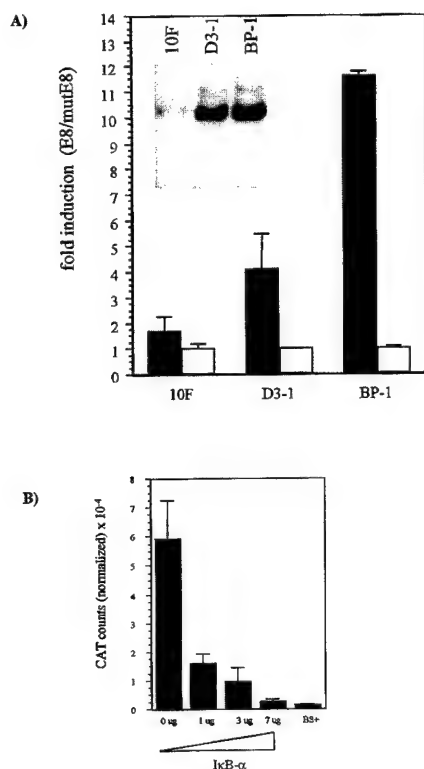 A)
10F
D3-1
BP-1
fold induction (E8/mutE8)
14
13
12
11
10
9
8
7
6
5
4
3
2
1
0
10F
D3-1
BP-1
B)
CAT counts (normalized) x 10⁻⁴
8
7
6
5
4
3
2
1
0
0 ug
1 ug
3 ug
7 ug
BS+
IκB-α